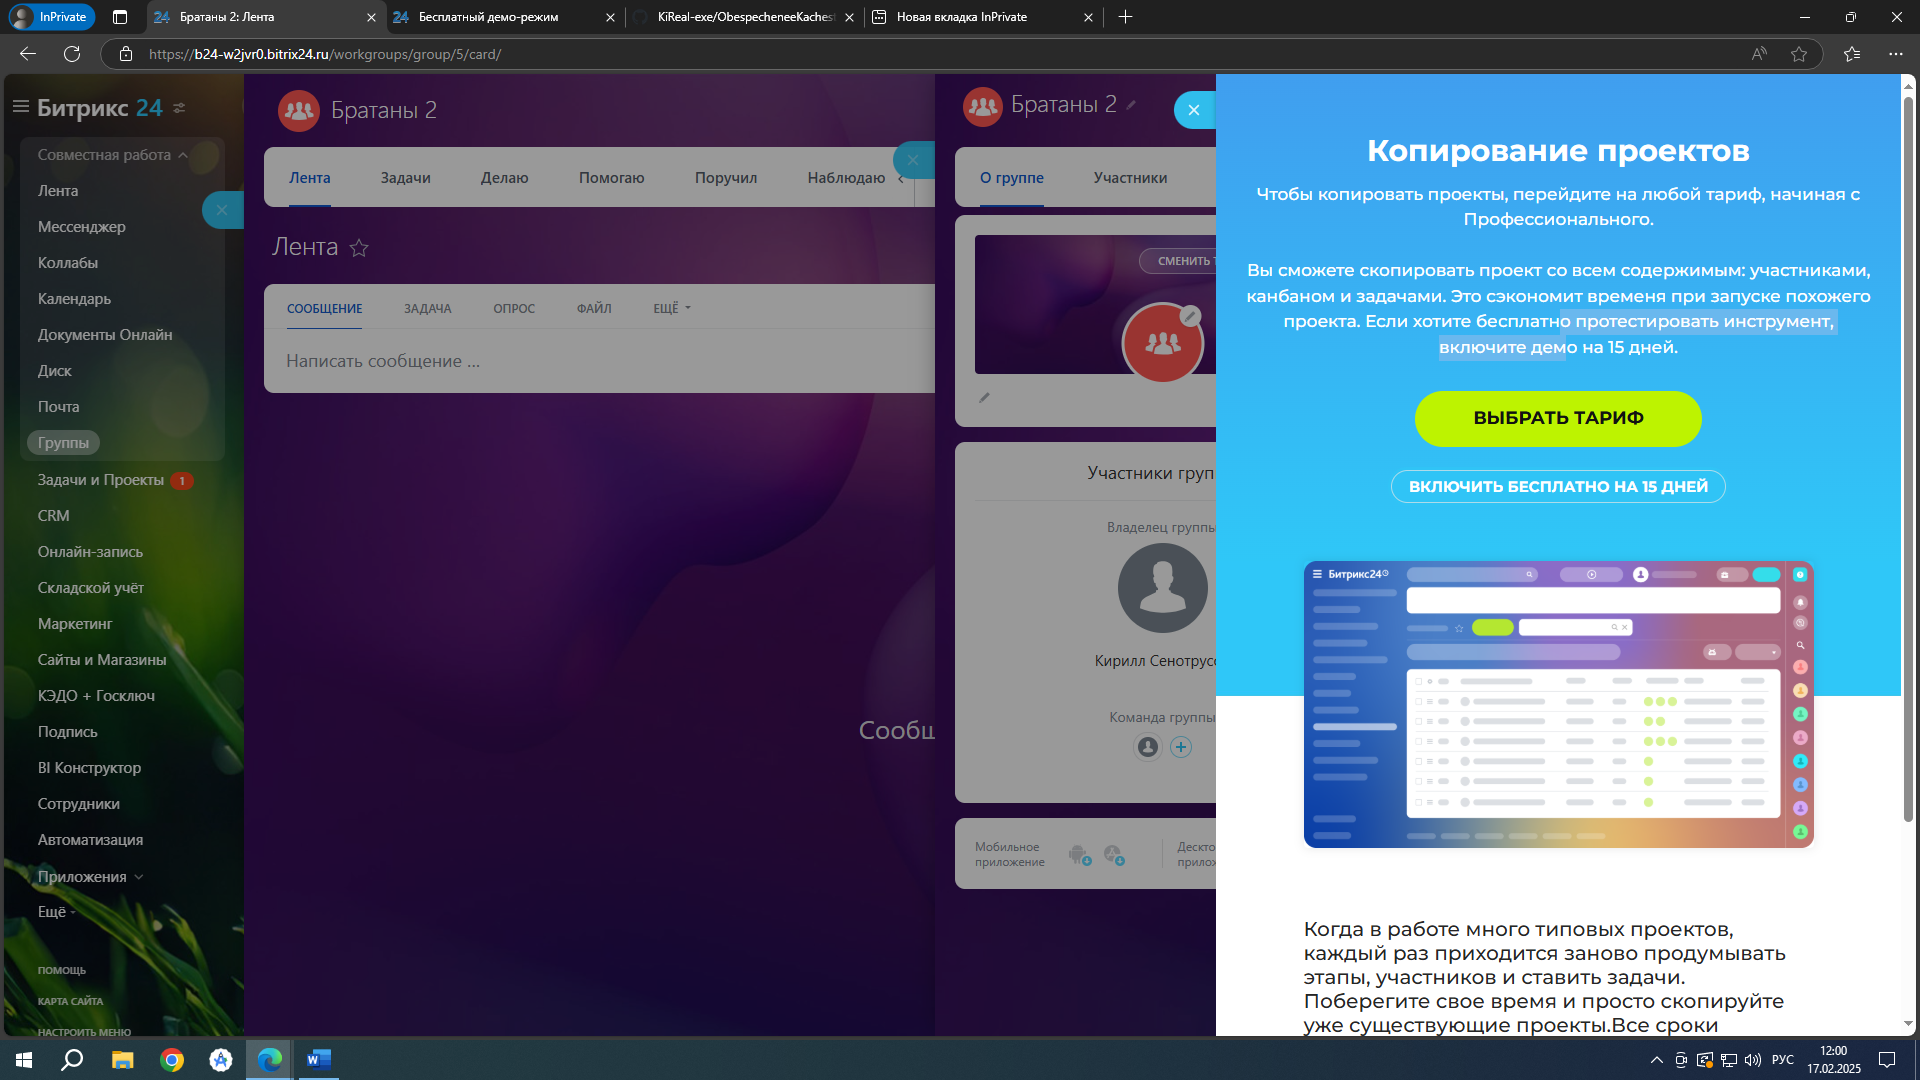 InPrivate
Братаны 2: Лента
Бесплатный демо-режим
KiReal-exe/ObespecheneeKaches
Новая вкладка InPrivate
https://b24-w2jvr0.bitrix24.ru/workgroups/group/5/card/
Битрикс 24
Совместная работа
Лента
Мессенджер
Коллабы
Календарь
Документы Онлайн
Диск
Почта
Группы
Задачи и Проекты 1
CRM
Онлайн-запись
Складской учёт
Маркетинг
Сайты и Магазины
КЭДО + Госключ
Подпись
BI Конструктор
Сотрудники
Автоматизация
Приложения
Ещё
ПОМОЩЬ
КАРТА САЙТА
НАСТРОИТЬ МЕНЮ
Братаны 2
Лента Задачи Делаю Помогаю Поручил Наблюдаю
Лента
СООБЩЕНИЕ ЗАДАЧА ОПРОС ФАЙЛ ЕЩЁ
Написать сообщение ...
Сообщ
Братаны 2
О группе Участники
СМЕНИТЬ Т
Участники груп
Владелец группы
Кирилл Сенотрусо
Команда группы
Мобильное
приложение
Дескто
прилож
Копирование проектов
Чтобы копировать проекты, перейдите на любой тариф, начиная с
Профессионального.
Вы сможете скопировать проект со всем содержимым: участниками,
канбаном и задачами. Это сэкономит временя при запуске похожего
проекта. Если хотите бесплатно протестировать инструмент,
включите демо на 15 дней.
ВЫБРАТЬ ТАРИФ
ВКЛЮЧИТЬ БЕСПЛАТНО НА 15 ДНЕЙ
Битрикс24
Когда в работе много типовых проектов,
каждый раз приходится заново продумывать
этапы, участников и ставить задачи.
Поберегите свое время и просто скопируйте
уже существующие проекты.Все сроки
РУС
12:00
17.02.2025